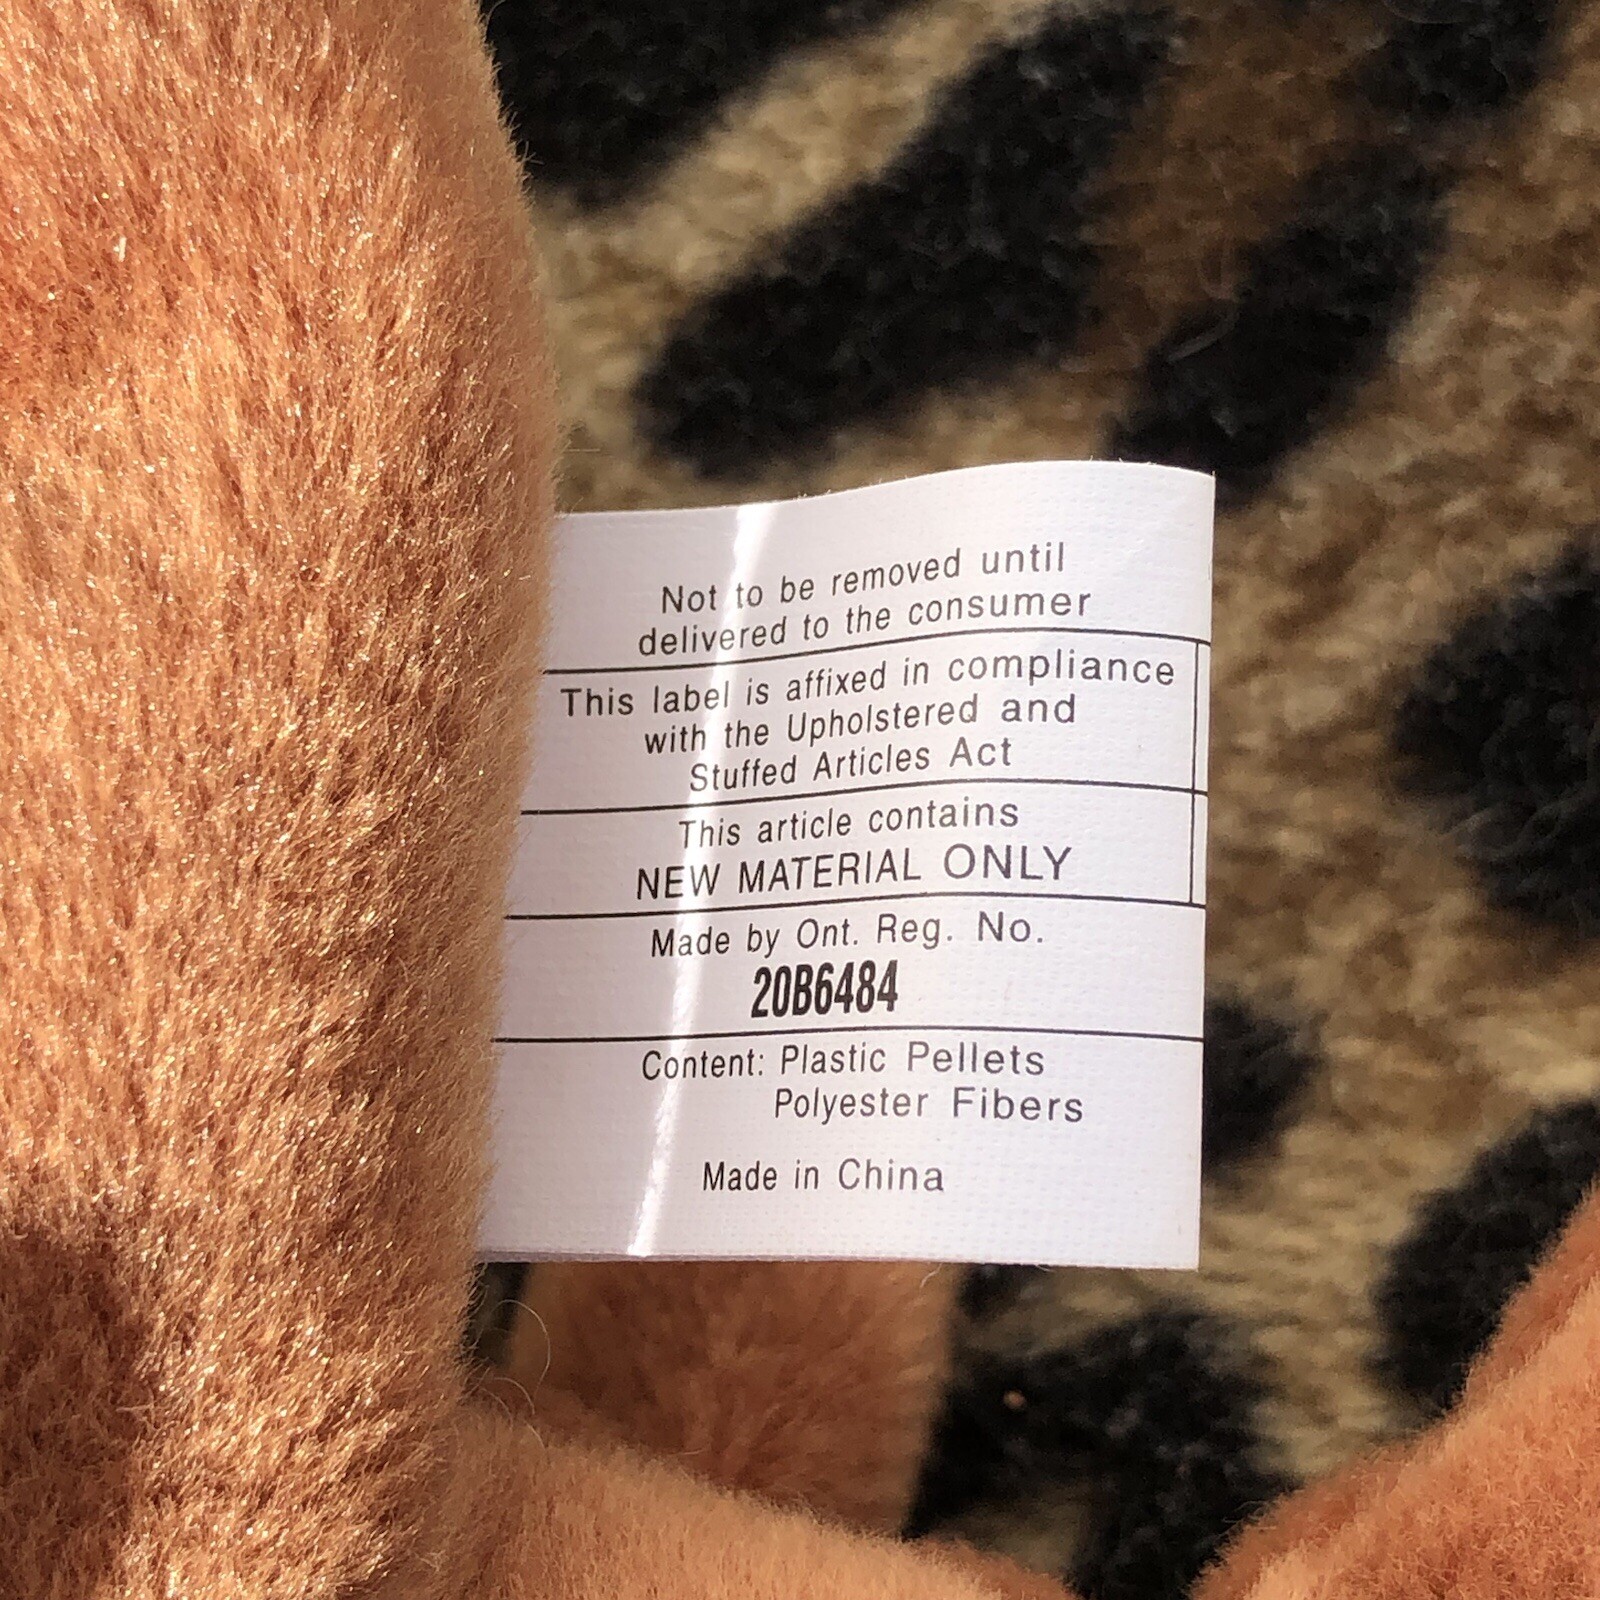 Not to be removed until
delivered to the consumer
This label is affixed in compliance
with the Upholstered and
Stuffed Articles Act
This article contains
NEW MATERIAL ONLY
Made by Ont. Reg. No.
20B6484
Content: Plastic Pellets
Polyester Fibers
Made in China